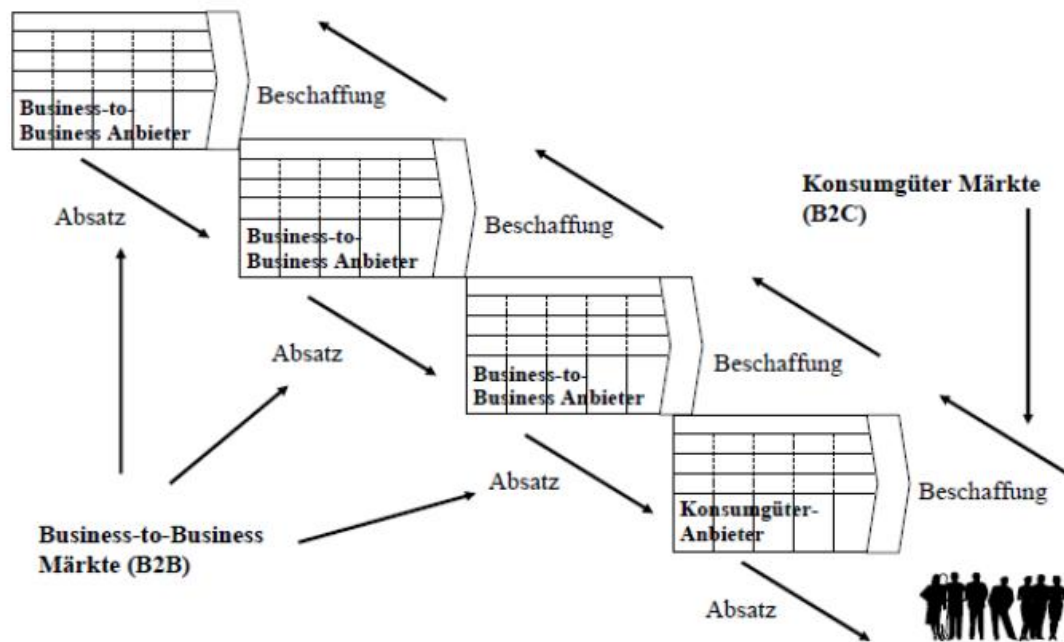 Business-to-
Business Anbieter
Beschaffung
Absatz
Business-to-
Business Anbieter
Beschaffung
Konsumgüter Märkte
(B2C)
Absatz
Business-to-
Business Anbieter
Beschaffung
Absatz
Konsumgüter-
Anbieter
Beschaffung
Business-to-Business
Märkte (B2B)
Absatz